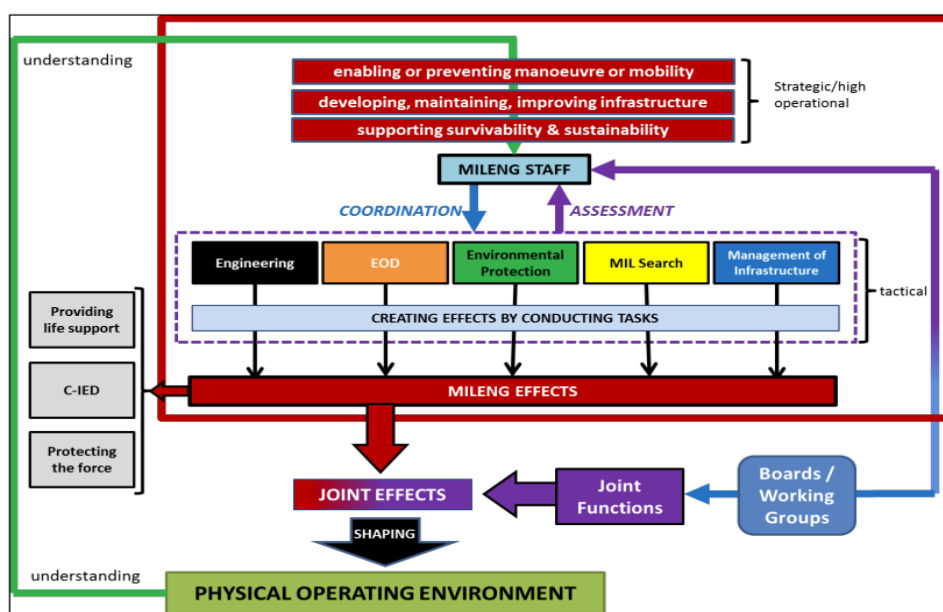 understanding
enabling or preventing manoeuvre or mobility
developing, maintaining, improving infrastructure
supporting survivability & sustainability
Strategic/high
operational
MILENG STAFF
COORDINATION
ASSESSMENT
Engineering
EOD
Environmental
Protection
MIL Search
Management of
Infrastructure
tactical
CREATING EFFECTS BY CONDUCTING TASKS
Providing
life support
C-IED
Protecting
the force
MILENG EFFECTS
JOINT EFFECTS
Joint
Functions
Boards /
Working
Groups
SHAPING
understanding
PHYSICAL OPERATING ENVIRONMENT